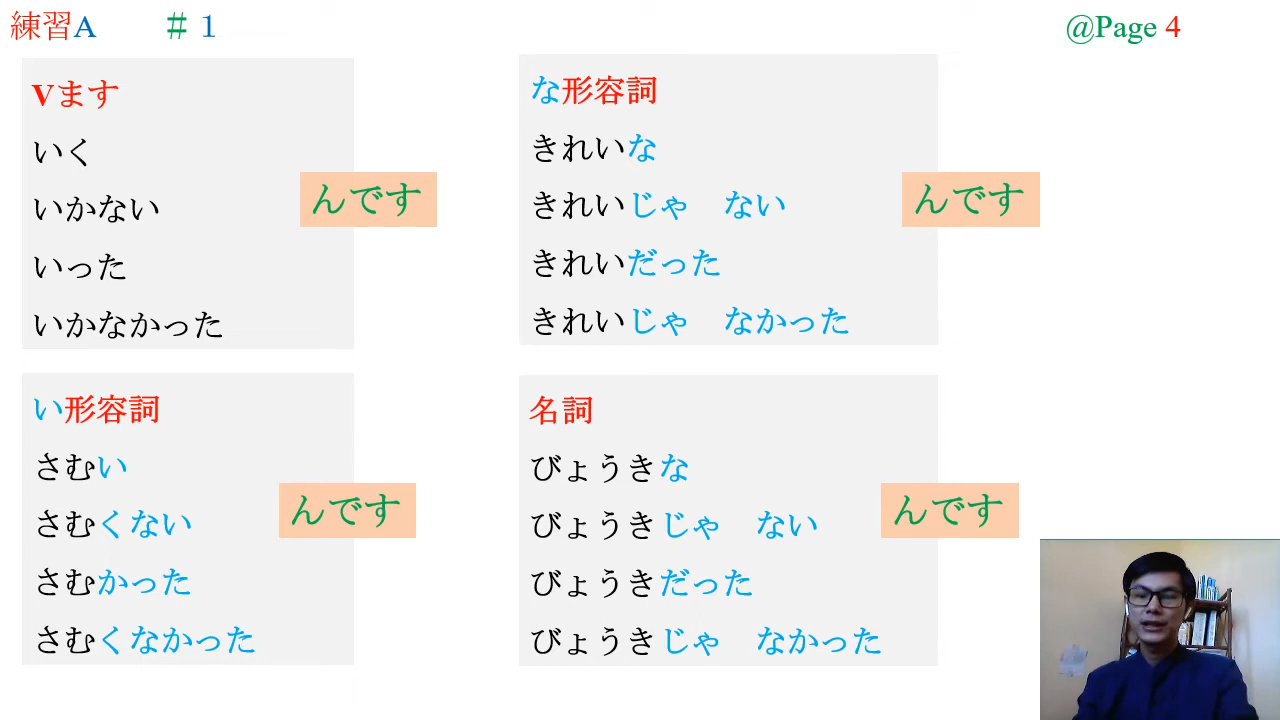 練習A ＃1 @Page 4
Vます
いく
いかない
いった
いかなかった
んです
な形容詞
きれいな
きれいじゃ　ない
きれいだった
きれいじゃ　なかった
んです
い形容詞
さむい
さむくない
さむかった
さむくなかった
んです
名詞
びょうきな
びょうきじゃ　ない
びょうきだった
びょうきじゃ　なかった
んです